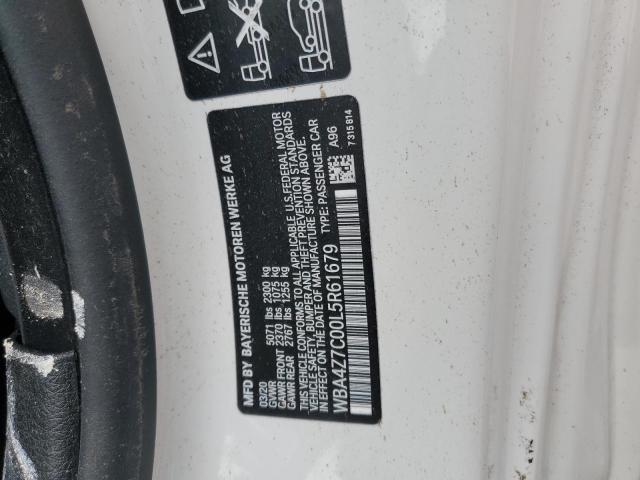 MFD BY BAYERISCHE MOTOREN WERKE AG
03/20
GVWR 5071 lbs 2300 kg
GAWR FRONT 2370 lbs 1075 kg
GAWR REAR 2767 lbs 1255 kg
THIS VEHICLE CONFORMS TO ALL APPLICABLE U.S. FEDERAL MOTOR
VEHICLE SAFETY, BUMPER AND THEFT PREVENTION STANDARDS
IN EFFECT ON THE DATE OF MANUFACTURE SHOWN ABOVE.
WBA4Z7C00L5R61679 TYPE: PASSENGER CAR
A96
7 315 814